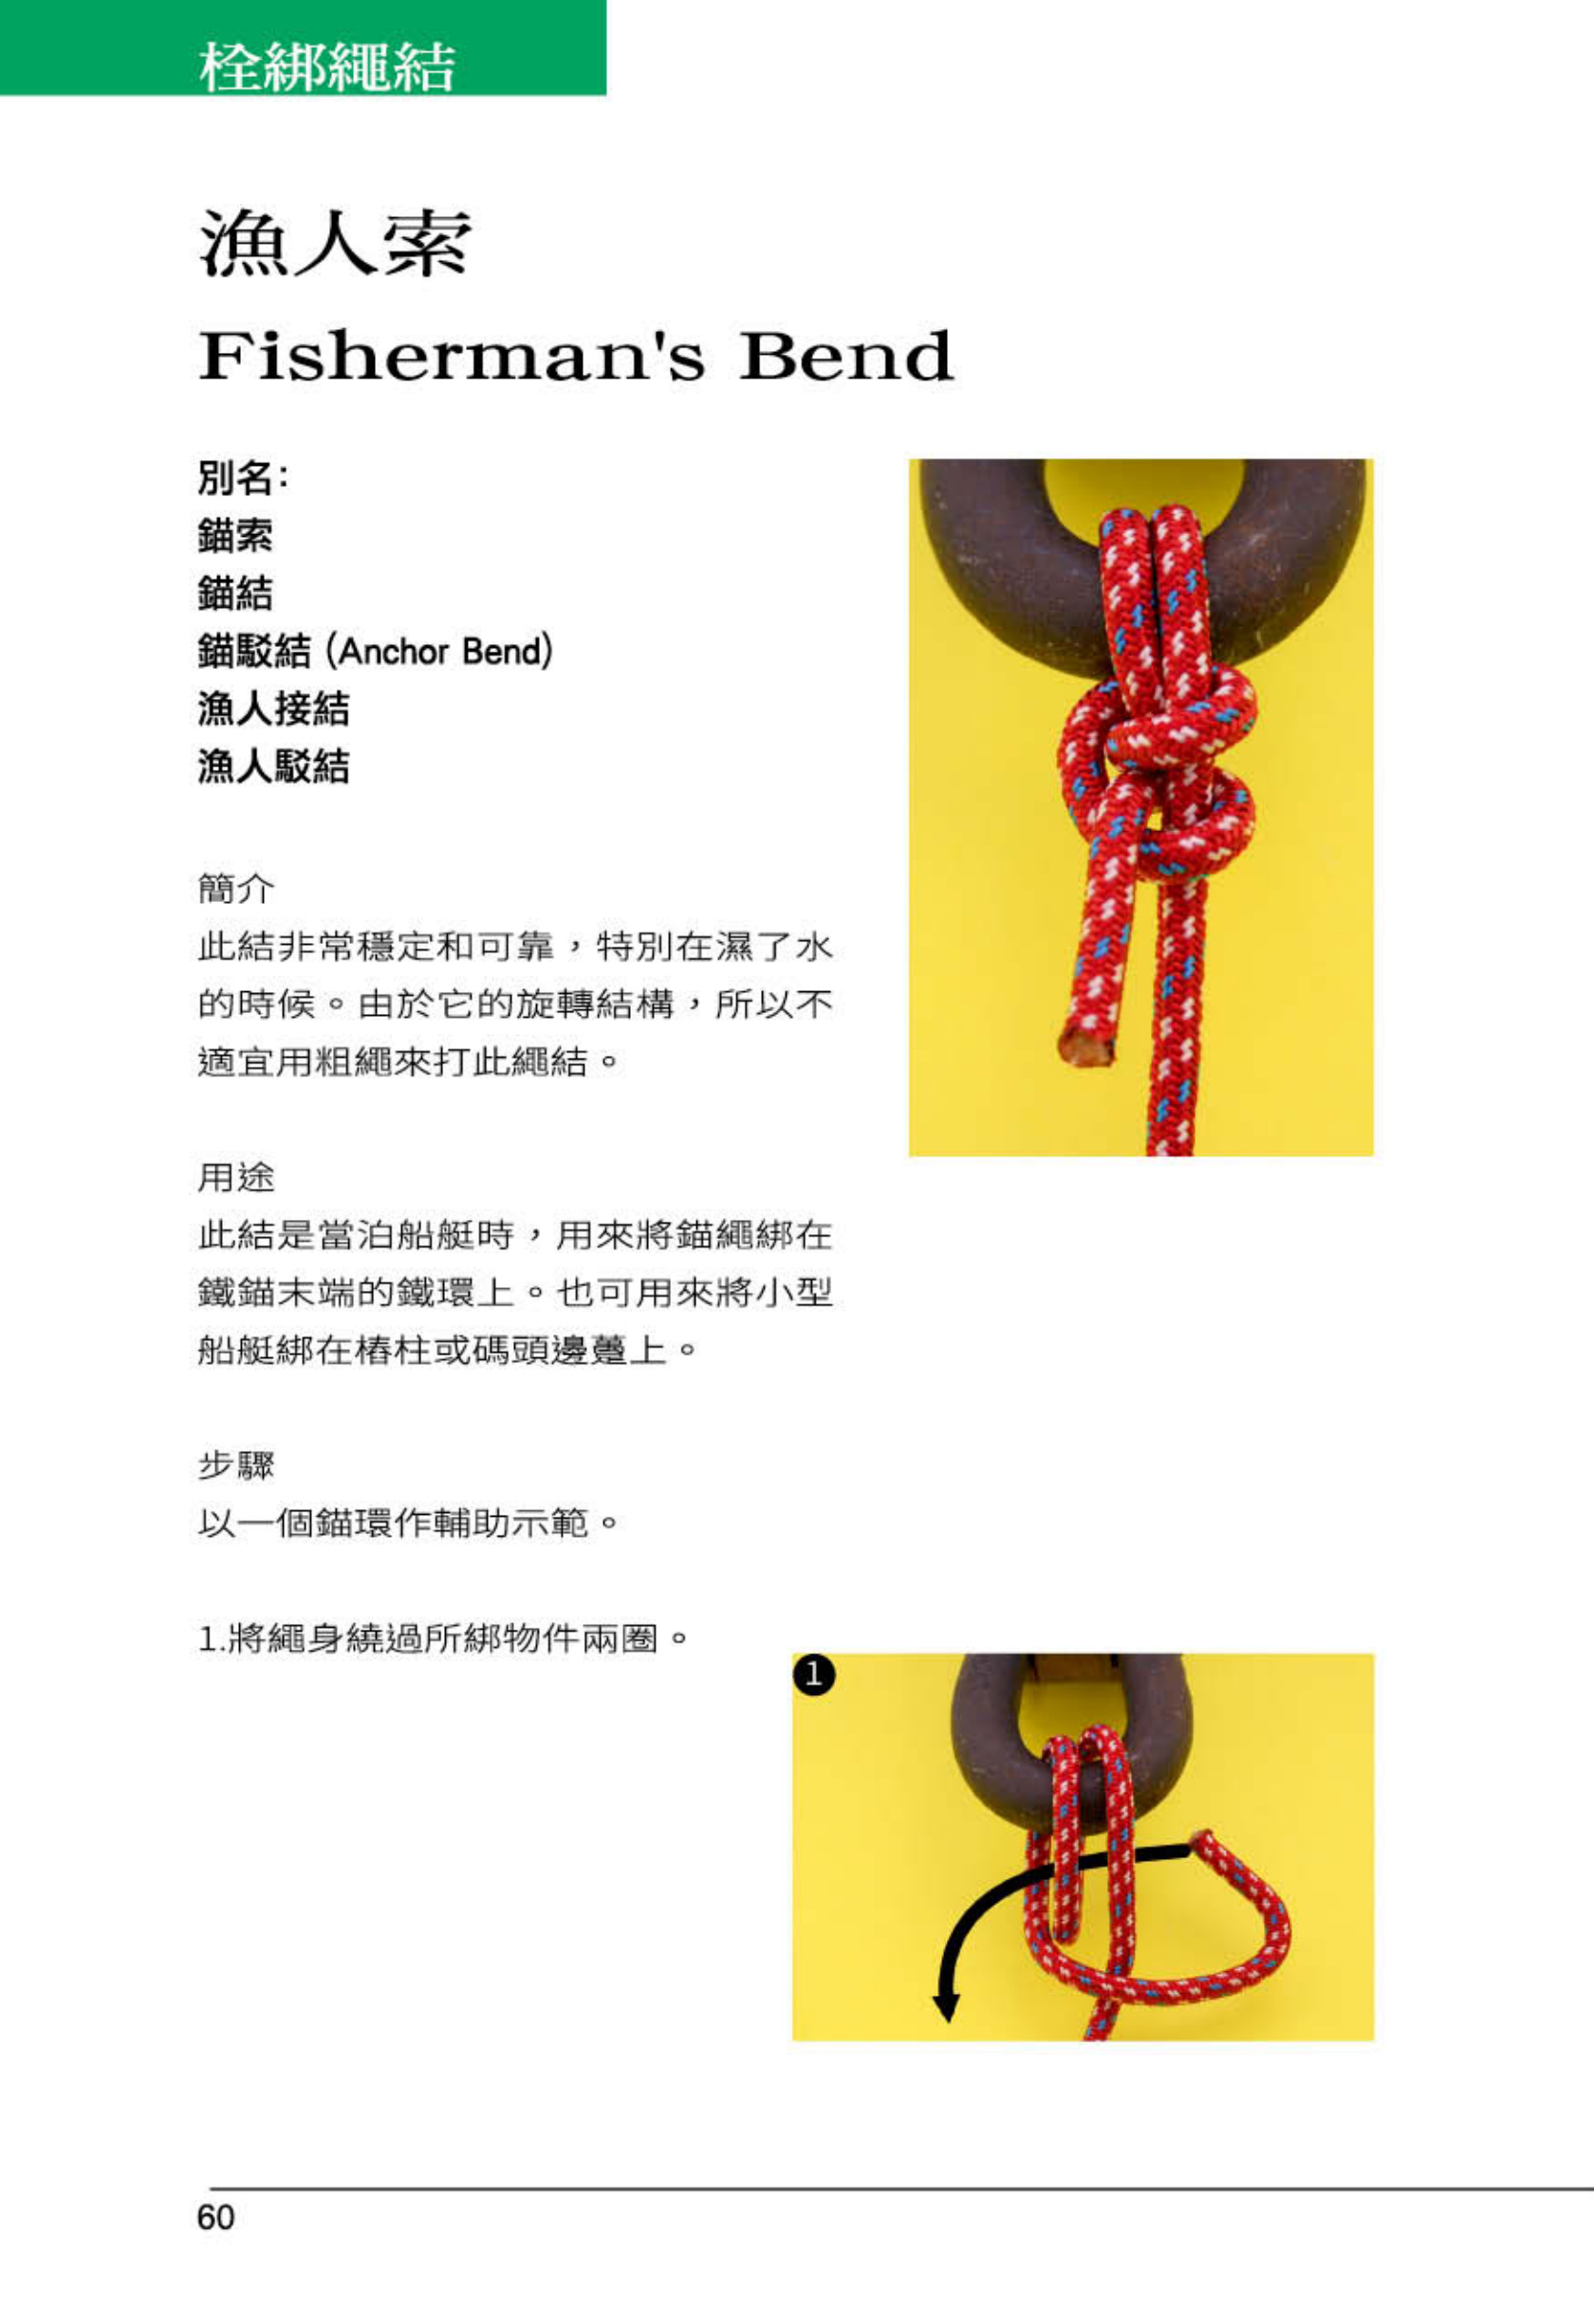 栓綁繩結
漁人索
Fisherman's Bend
別名：
錨索
錨結
錨駁結 (Anchor Bend)
漁人接結
漁人駁結
簡介
此結非常穩定和可靠，特別在濕了水
的時候。由於它的旋轉結構，所以不
適宜用粗繩來打此繩結。
用途
此結是當泊船艇時，用來將錨繩綁在
鐵錨末端的鐵環上。也可用來將小型
船艇綁在樁柱或碼頭邊躉上。
步驟
以一個錨環作輔助示範。
1.將繩身繞過所綁物件兩圈。
1
60